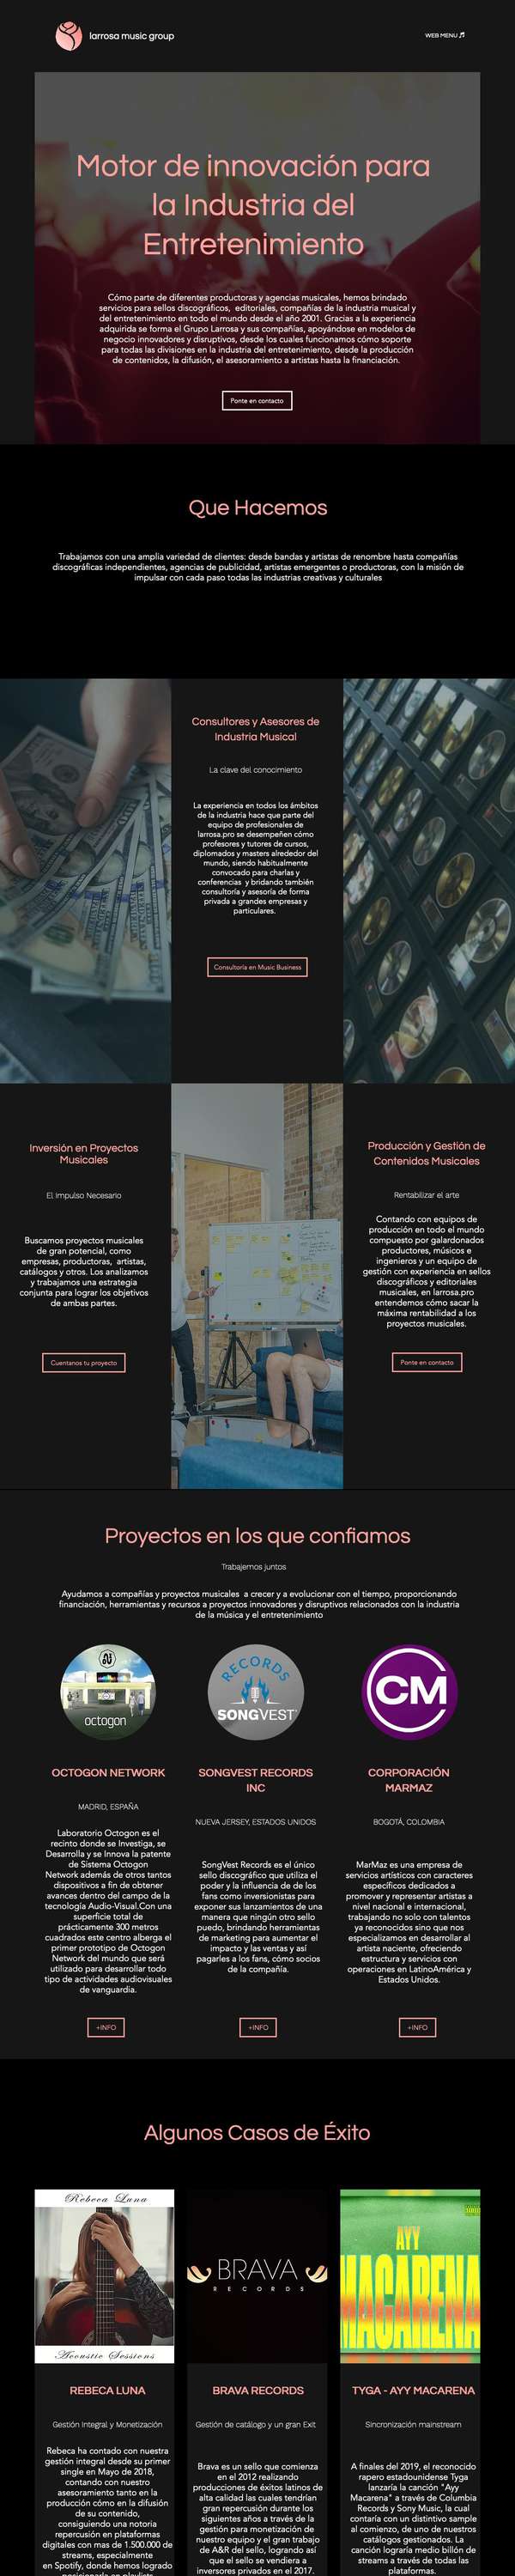 larrosa music group
WEB MENU 🎵
Motor de innovación para
la Industria del
Entretenimiento
Cómo parte de diferentes productoras y agencias musicales, hemos brindado
servicios para sellos discográficos, editoriales, compañías de la industria musical y
del entretenimiento en todo el mundo desde el año 2001. Gracias a la experiencia
adquirida se forma el Grupo Larrosa y sus compañías, apoyándose en modelos de
negocio innovadores y disruptivos, desde los cuales funcionamos cómo soporte
para todas las divisiones en la industria del entretenimiento, desde la producción
de contenidos, la difusión, el asesoramiento a artistas hasta la financiación.
Ponte en contacto
Que Hacemos
Trabajamos con una amplia variedad de clientes: desde bandas y artistas de renombre hasta compañías
discográficas independientes, agencias de publicidad, artistas emergentes o productoras, con la misión de
impulsar con cada paso todas las industrias creativas y culturales
Consultores y Asesores de
Industria Musical
La clave del conocimiento
La experiencia en todos los ámbitos
de la industria hace que parte del
equipo de profesionales de
larrosa.pro se desempeñen cómo
profesores y tutores de cursos,
diplomados y masters alrededor del
mundo, siendo habitualmente
convocado para charlas y
conferencias y bridando también
consultoría y asesoría de forma
privada a grandes empresas y
particulares.
Consultoría en Music Business
Inversión en Proyectos
Musicales
El Impulso Necesario
Buscamos proyectos musicales
de gran potencial, como
empresas, productoras, artistas,
catálogos y otros. Los analizamos
y trabajamos una estrategia
conjunta para lograr los objetivos
de ambas partes.
Cuentanos tu proyecto
Producción y Gestión de
Contenidos Musicales
Rentabilizar el arte
Contando con equipos de
producción en todo el mundo
compuesto por galardonados
productores, músicos e
ingenieros y un equipo de
gestión con experiencia en sellos
discográficos y editoriales
musicales, en larrosa.pro
entendemos cómo sacar la
máxima rentabilidad a los
proyectos musicales.
Ponte en contacto
Proyectos en los que confiamos
Trabajemos juntos
Ayudamos a compañías y proyectos musicales a crecer y a evolucionar con el tiempo, proporcionando
financiación, herramientas y recursos a proyectos innovadores y disruptivos relacionados con la industria
de la música y el entretenimiento
octogon
RECORDS
SONGVEST
CM
OCTOGON NETWORK
MADRID, ESPAÑA
Laboratorio Octogon es el
recinto donde se Investiga, se
Desarrolla y se Innova la patente
de Sistema Octogon
Network además de otros tantos
dispositivos a fin de obtener
avances dentro del campo de la
tecnología Audio-Visual.Con una
superficie total de
prácticamente 300 metros
cuadrados este centro alberga el
primer prototipo de Octogon
Network del mundo que será
utilizado para desarrollar todo
tipo de actividades audiovisuales
de vanguardia.
+INFO
SONGVEST RECORDS
INC
NUEVA JERSEY, ESTADOS UNIDOS
SongVest Records es el único
sello discográfico que utiliza el
poder y la influencia de de los
fans como inversionistas para
exponer sus lanzamientos de una
manera que ningún otro sello
puedo, brindando herramientas
de marketing para aumentar el
impacto y las ventas y así
pagarles a los fans, cómo socios
de la compañía.
+INFO
CORPORACIÓN
MARMAZ
BOGOTÁ, COLOMBIA
MarMaz es una empresa de
servicios artísticos con caracteres
específicos dedicados a
promover y representar artistas a
nivel nacional e internacional,
trabajando no solo con talentos
ya reconocidos sino que nos
especializamos en desarrollar al
artista naciente, ofreciendo
estructura y servicios con
operaciones en LatinoAmérica y
Estados Unidos.
+INFO
Algunos Casos de Éxito
Rebeca Luna
Acoustic Sessions
BRAVA
RECORDS
AYY
MACARENA
REBECA LUNA
Gestión Integral y Monetización
Rebeca ha contado con nuestra
gestión integral desde su primer
single en Mayo de 2018,
contando con nuestro
asesoramiento tanto en la
producción cómo en la difusión
de su contenido,
consiguiendo una notoria
repercusión en plataformas
digitales con mas de 1.500.000 de
streams, especialmente
en Spotify, donde hemos logrado
BRAVA RECORDS
Gestión de catálogo y un gran Exit
Brava es un sello que comienza
en el 2012 realizando
producciones de éxitos latinos de
alta calidad las cuales tendrían
gran repercusión durante los
siguientes años a través de la
gestión para monetización de
nuestro equipo y el gran trabajo
de A&R del sello, logrando así
que el sello se vendiera a
inversores privados en el 2017.
TYGA - AYY MACARENA
Sincronización mainstream
A finales del 2019, el reconocido
rapero estadounidense Tyga
lanzaría la canción "Ayy
Macarena" a través de Columbia
Records y Sony Music, la cual
contaría con un distintivo sample
al comienzo, de uno de nuestros
catálogos gestionados. La
canción lograría medio billón de
streams a través de todas las
plataformas.